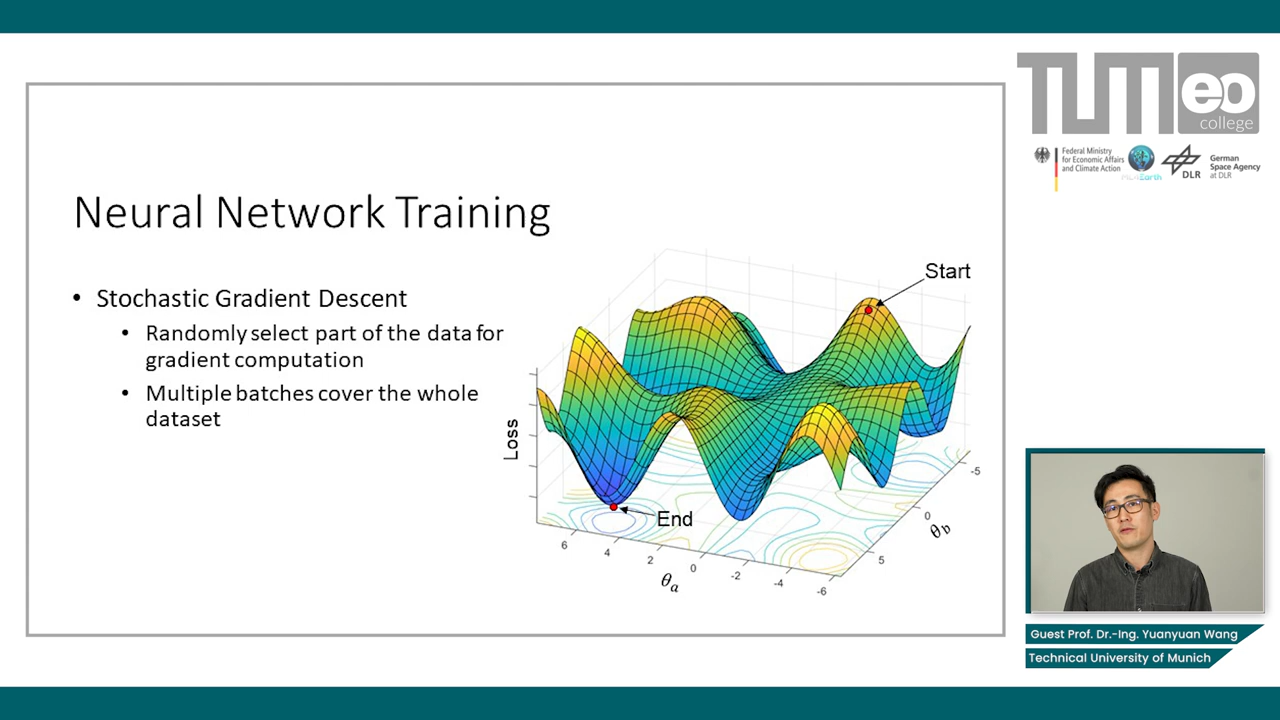 TUM eo
college
Federal Ministry
for Economic Affairs
and Climate Action
ML4Earth
DLR
German
Space Agency
at DLR
Neural Network Training
• Stochastic Gradient Descent
• Randomly select part of the data for
gradient computation
• Multiple batches cover the whole
dataset
Start
End
Loss
6
4
2
0
-2
-4
-6
θa
-5
0
5
θb
Guest Prof. Dr.-Ing. Yuanyuan Wang
Technical University of Munich